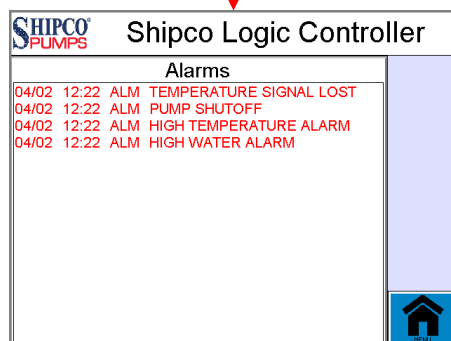 SHIPCO®
PUMPS
Shipco Logic Controller
Alarms
04/02 12:22 ALM TEMPERATURE SIGNAL LOST
04/02 12:22 ALM PUMP SHUTOFF
04/02 12:22 ALM HIGH TEMPERATURE ALARM
04/02 12:22 ALM HIGH WATER ALARM
MENU